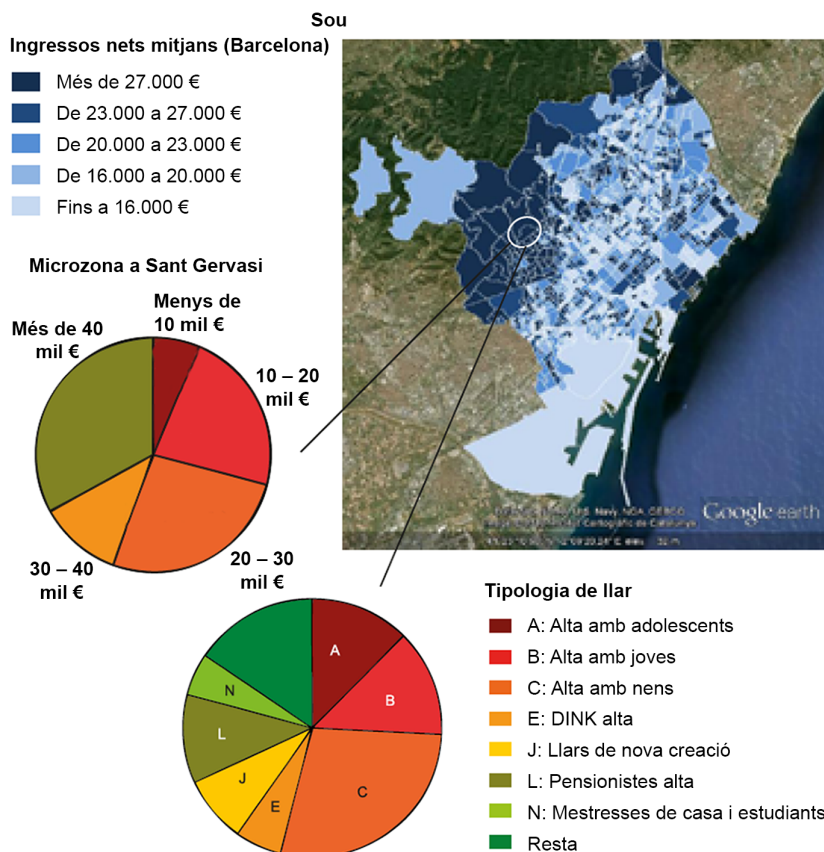 Sou
Ingressos nets mitjans (Barcelona)
Més de 27.000 €
De 23.000 a 27.000 €
De 20.000 a 23.000 €
De 16.000 a 20.000 €
Fins a 16.000 €
Microzona a Sant Gervasi
Menys de
10 mil €
Més de 40
mil €
10 – 20
mil €
30 – 40
mil €
20 – 30
mil €
Google earth
Tipologia de llar
A: Alta amb adolescents
B: Alta amb joves
C: Alta amb nens
E: DINK alta
J: Llars de nova creació
L: Pensionistes alta
N: Mestresses de casa i estudiants
Resta
A
B
C
E
J
L
N